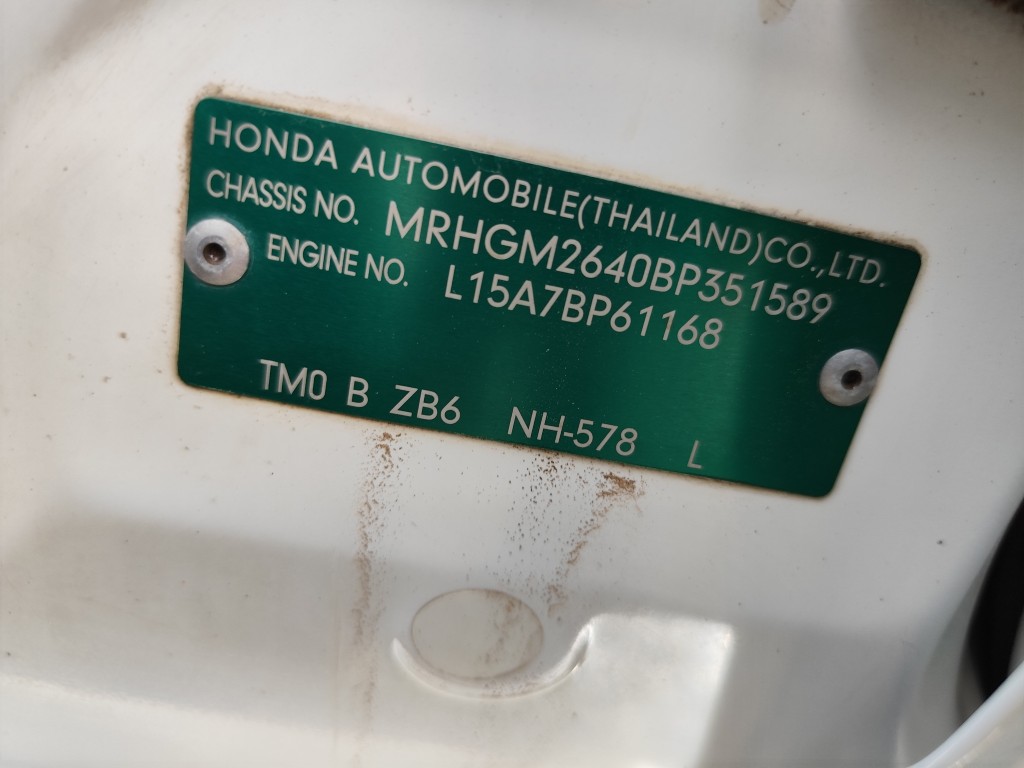 HONDA AUTOMOBILE(THAILAND)CO.,LTD.
CHASSIS NO. MRHGM2640BP351589
ENGINE NO. L15A7BP61168
TM0 B ZB6 NH-578 L